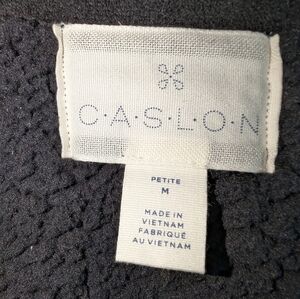 C·A·S·L·O·N
PETITE
M
MADE IN
VIETNAM
FABRIQUÉ
AU VIETNAM